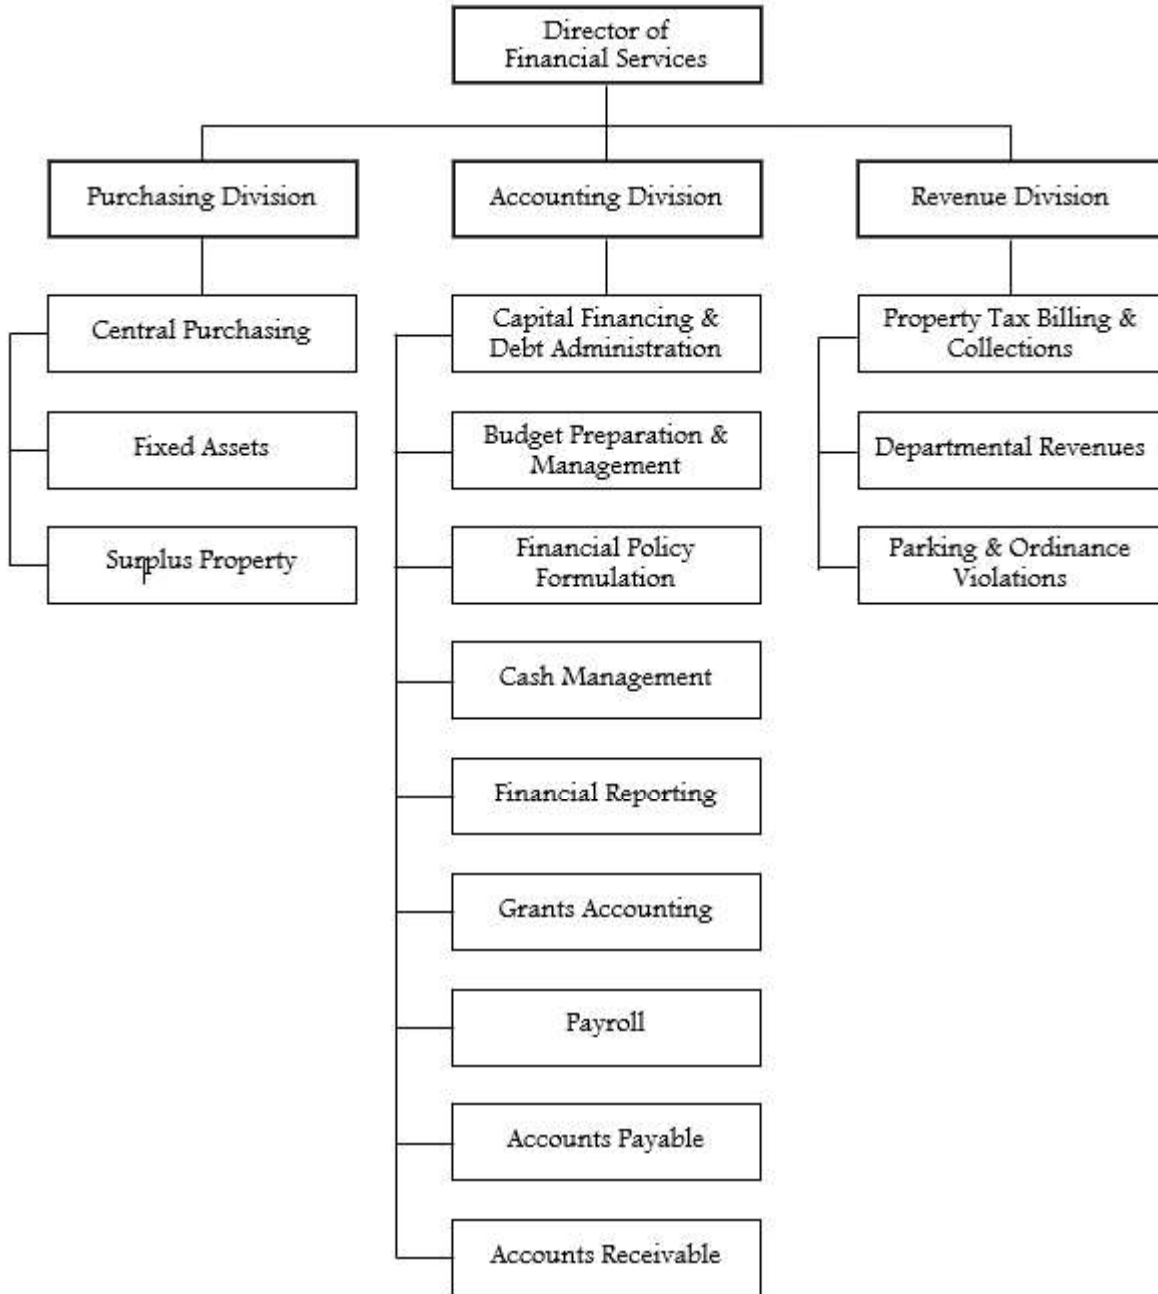 Director of
Financial Services
Purchasing Division
Accounting Division
Revenue Division
Central Purchasing
Fixed Assets
Surplus Property
Capital Financing &
Debt Administration
Budget Preparation &
Management
Financial Policy
Formulation
Cash Management
Financial Reporting
Grants Accounting
Payroll
Accounts Payable
Accounts Receivable
Property Tax Billing &
Collections
Departmental Revenues
Parking & Ordinance
Violations